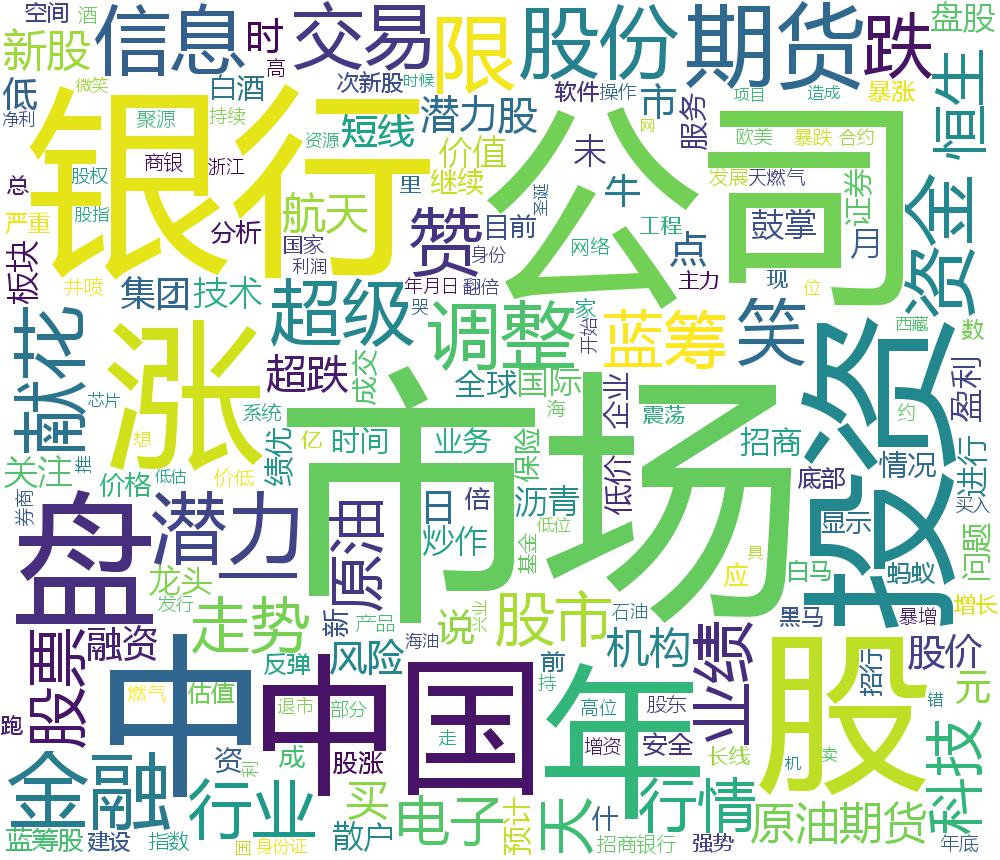 空间
酒
新股
信息
时
高
交易
限
股份
期货
跌
盘股
低
微笑
净利
聚源
持续
白酒
次新股
时候
潜力股
软件
操作
市
服务
项目
造成
暴涨
恒生
银行
资源
短线
价值
网
欧美
暴跌
合约
公司
商银
浙江
里
继续
未
牛
发展
天燃气
证券
总
股权
严重
股指
分析
航天
国家
利润
赞
目前
身份
圣诞
网络
工程
点
鼓掌
月
资金
板块
井喷
集团
技术
年月日
翻倍
主力
现
位
献花
涨
超级
哭
调整
家
开始
蓝筹
笑
西藏
数
投资
芯片
超跌
成交
全球
国际
海
企业
震荡
约
盈利
系统
想
亿
时间
业务
保险
招商
关注
推
价格
低估
价低
绩优
市场
低价
底部
情况
进行
券商
盘
潜力
原油
日
倍
沥青
炒作
低位
基金
显示
买入
具
应
白马
蚂蚁
问题
龙头
发行
走势
新
产品
说
长业
股市
石油
黑马
暴增
增长
股票
融资
反弹
风险
海油
前
持
机构
业绩
招行
股价
跑
中
燃气
估值
退市
部分
中国
走
年
高位
股东
增资
安全
股
错
元
金融
资
利
成
股涨
长线
机
卖
科技
行业
买
电子
预计
天
什
行情
原油期货
蓝筹股
建设
指数
身份证
散户
招商银行
强势
年底